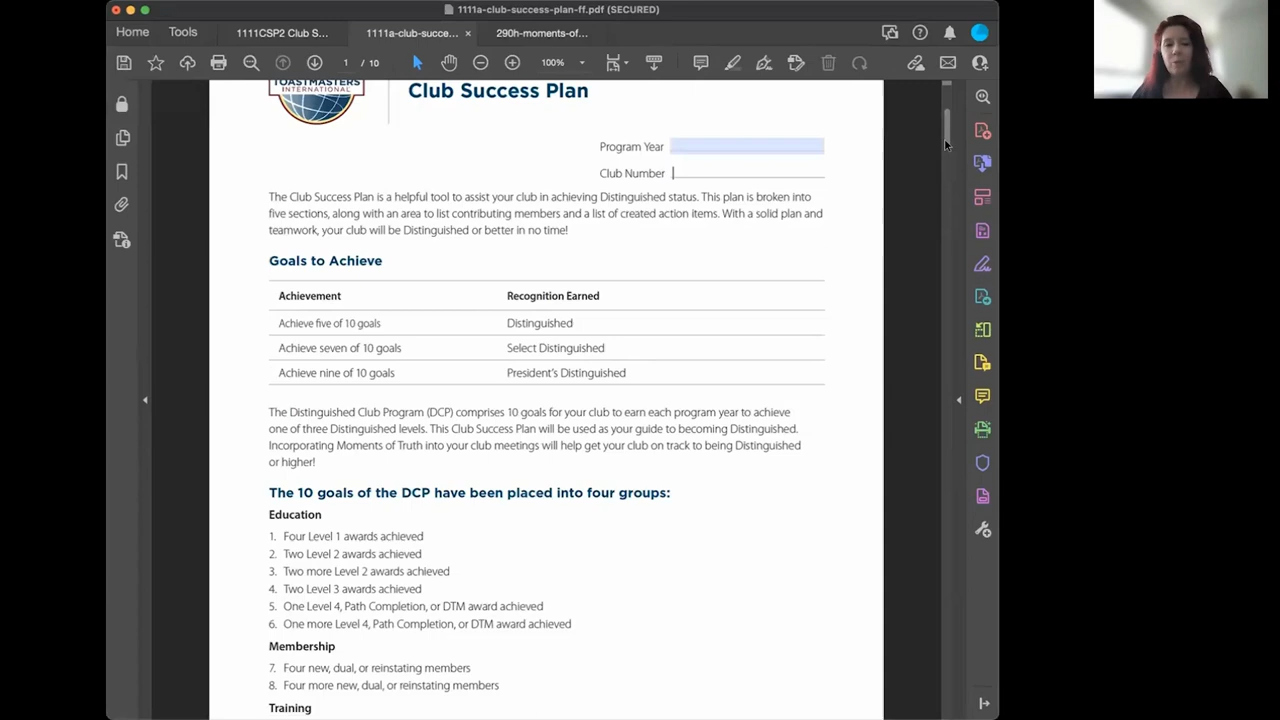 1111a-club-success-plan-ff.pdf (SECURED)
Home Tools 1111CSP2 Club S... 1111a-club-succe... × 290h-moments-of...
1 / 10 100%
TOASTMASTERS
INTERNATIONAL
Club Success Plan
Program Year
Club Number
The Club Success Plan is a helpful tool to assist your club in achieving Distinguished status. This plan is broken into
five sections, along with an area to list contributing members and a list of created action items. With a solid plan and
teamwork, your club will be Distinguished or better in no time!
Goals to Achieve
Achievement Recognition Earned
Achieve five of 10 goals Distinguished
Achieve seven of 10 goals Select Distinguished
Achieve nine of 10 goals President's Distinguished
The Distinguished Club Program (DCP) comprises 10 goals for your club to earn each program year to achieve
one of three Distinguished levels. This Club Success Plan will be used as your guide to becoming Distinguished.
Incorporating Moments of Truth into your club meetings will help get your club on track to being Distinguished
or higher!
The 10 goals of the DCP have been placed into four groups:
Education
1. Four Level 1 awards achieved
2. Two Level 2 awards achieved
3. Two more Level 2 awards achieved
4. Two Level 3 awards achieved
5. One Level 4, Path Completion, or DTM award achieved
6. One more Level 4, Path Completion, or DTM award achieved
Membership
7. Four new, dual, or reinstating members
8. Four more new, dual, or reinstating members
Training